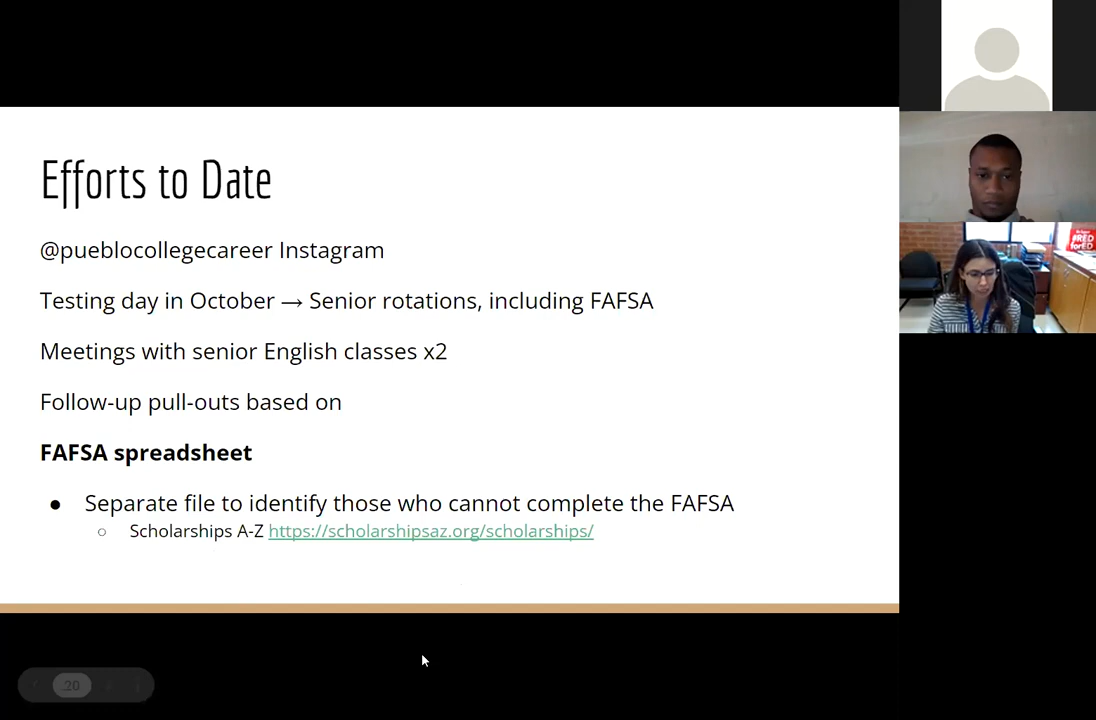 Efforts to Date
@pueblocollegecareer Instagram
Testing day in October → Senior rotations, including FAFSA
Meetings with senior English classes x2
Follow-up pull-outs based on
FAFSA spreadsheet
● Separate file to identify those who cannot complete the FAFSA
○ Scholarships A-Z https://scholarshipsaz.org/scholarships/
20
#RED
forED